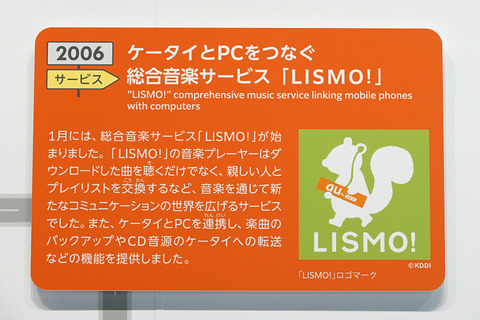 2006
サービス
ケータイとPCをつなぐ
総合音楽サービス「LISMO!」
"LISMO!" comprehensive music service linking mobile phones
with computers
1月には、総合音楽サービス「LISMO!」が始
まりました。「LISMO!」の音楽プレーヤーは
ダウンロードした曲を聴くだけでなく、親しい人と
プレイリストを交換するなど、音楽を通じて新
たなコミュニケーションの世界を広げるサービス
でした。また、ケータイとPCを連携し、楽曲の
バックアップやCD音源のケータイへの転送
などの機能を提供しました。
au by KDDI
LISMO!
©KDDI
「LISMO!」ロゴマーク